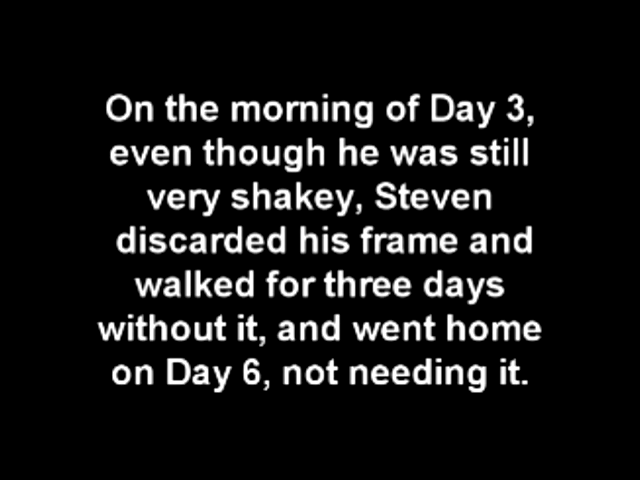 On the morning of Day 3,
even though he was still
very shakey, Steven
discarded his frame and
walked for three days
without it, and went home
on Day 6, not needing it.